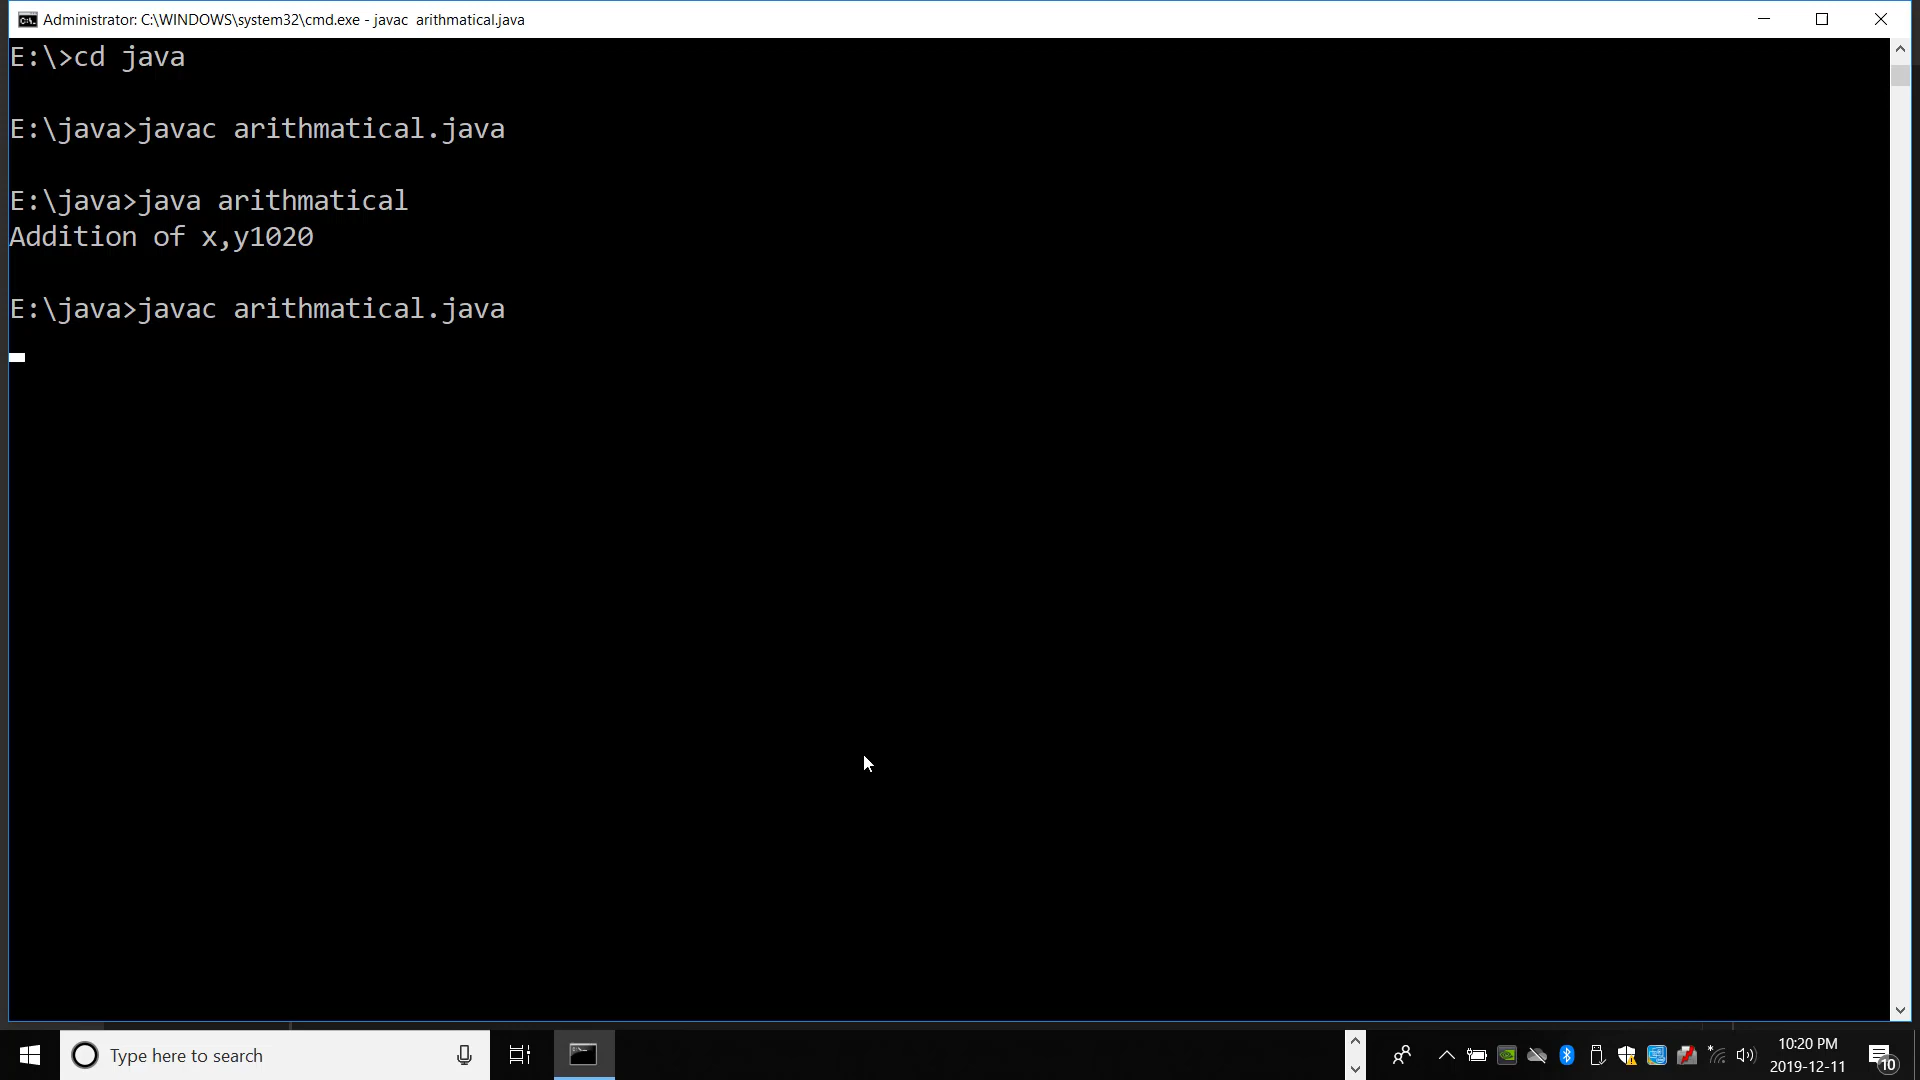 Administrator: C:\WINDOWS\system32\cmd.exe - javac  arithmatical.java
E:\>cd java
E:\java>javac arithmatical.java
E:\java>java arithmatical
Addition of x,y1020
E:\java>javac arithmatical.java
Type here to search
10:20 PM
2019-12-11
10